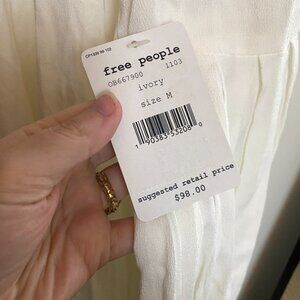 free people
OB667900 1103
ivory
size M
suggested retail price
$98.00